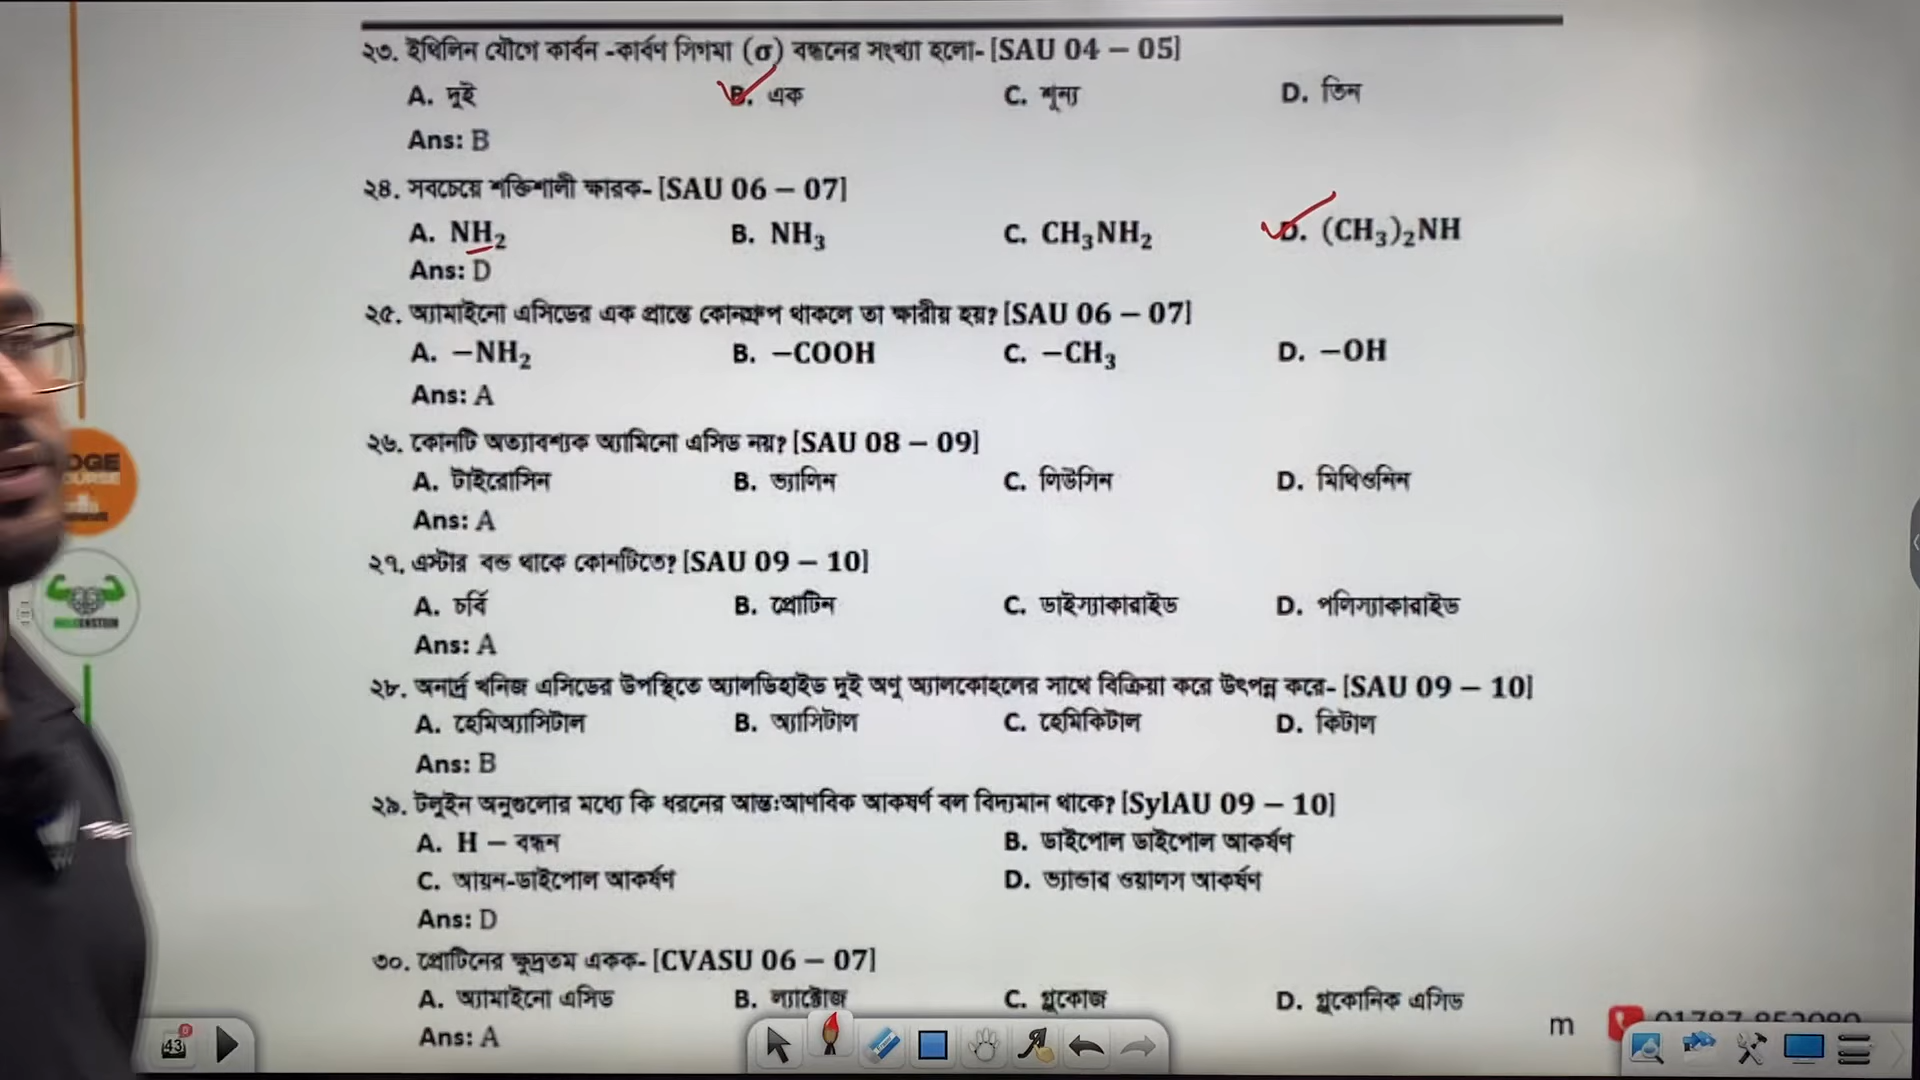 ২৩. ইথিলিন যৌগে কার্বন -কার্বণ সিগমা (σ) বন্ধনের সংখ্যা হলো- [SAU 04 – 05]
A. দুই B. এক C. শূন্য D. তিন
Ans: B
২৪. সবচেয়ে শক্তিশালী ক্ষারক- [SAU 06 – 07]
A. NH₂ B. NH₃ C. CH₃NH₂ D. (CH₃)₂NH
Ans: D
২৫. অ্যামাইনো এসিডের এক প্রান্তে কোনগ্রুপ থাকলে তা ক্ষারীয় হয়? [SAU 06 – 07]
A. –NH₂ B. –COOH C. –CH₃ D. –OH
Ans: A
২৬. কোনটি অত্যাবশ্যক অ্যামিনো এসিড নয়? [SAU 08 – 09]
A. টাইরোসিন B. ভ্যালিন C. লিউসিন D. মিথিওনিন
Ans: A
২৭. এস্টার বন্ড থাকে কোনটিতে? [SAU 09 – 10]
A. চর্বি B. প্রোটিন C. ডাইস্যাকারাইড D. পলিস্যাকারাইড
Ans: A
২৮. অনার্দ্র খনিজ এসিডের উপস্থিতে অ্যালডিহাইড দুই অণু অ্যালকোহলের সাথে বিক্রিয়া করে উৎপন্ন করে- [SAU 09 – 10]
A. হেমিঅ্যাসিটাল B. অ্যাসিটাল C. হেমিকিটাল D. কিটাল
Ans: B
২৯. টলুইন অনুগুলোর মধ্যে কি ধরনের আন্তঃআণবিক আকষর্ণ বল বিদ্যমান থাকে? [SylAU 09 – 10]
A. H – বন্ধন B. ডাইপোল ডাইপোল আকর্ষণ
C. আয়ন-ডাইপোল আকর্ষণ D. ভ্যান্ডার ওয়ালস আকর্ষণ
Ans: D
৩০. প্রোটিনের ক্ষুদ্রতম একক- [CVASU 06 – 07]
A. অ্যামাইনো এসিড B. ল্যাক্টোজ C. গ্লুকোজ D. গ্লুকোনিক এসিড
Ans: A
m
43